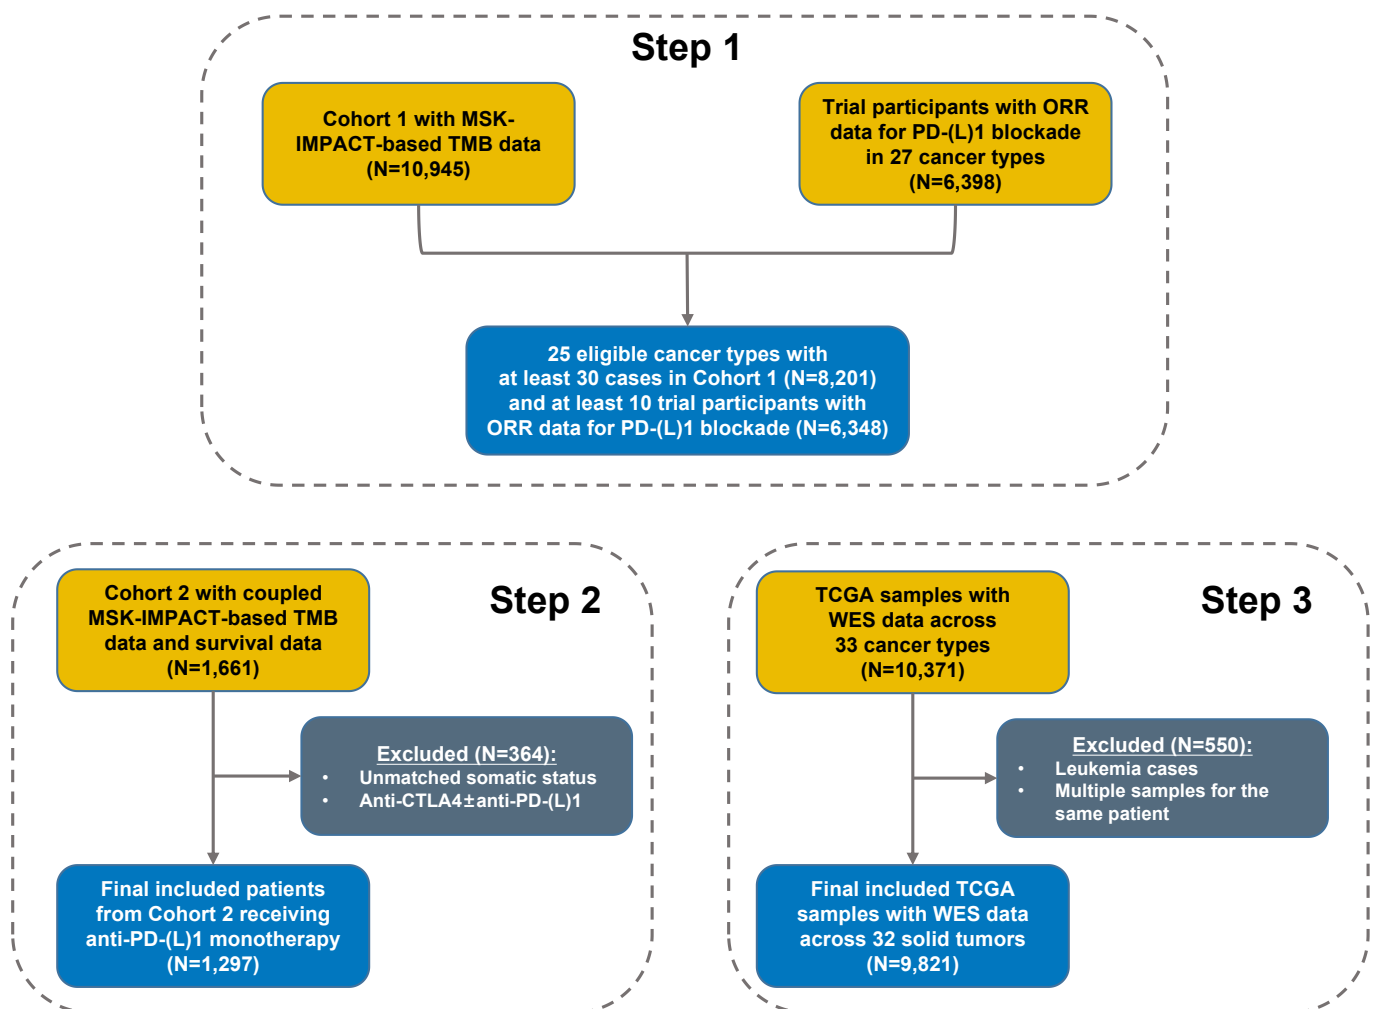 Step 1
Cohort 1 with MSK-
IMPACT-based TMB data
(N=10,945)
Trial participants with ORR
data for PD-(L)1 blockade
in 27 cancer types
(N=6,398)
25 eligible cancer types with
at least 30 cases in Cohort 1 (N=8,201)
and at least 10 trial participants with
ORR data for PD-(L)1 blockade (N=6,348)
Step 2
Cohort 2 with coupled
MSK-IMPACT-based TMB
data and survival data
(N=1,661)
Excluded (N=364):
• Unmatched somatic status
• Anti-CTLA4±anti-PD-(L)1
Final included patients
from Cohort 2 receiving
anti-PD-(L)1 monotherapy
(N=1,297)
Step 3
TCGA samples with
WES data across
33 cancer types
(N=10,371)
Excluded (N=550):
• Leukemia cases
• Multiple samples for the
same patient
Final included TCGA
samples with WES data
across 32 solid tumors
(N=9,821)